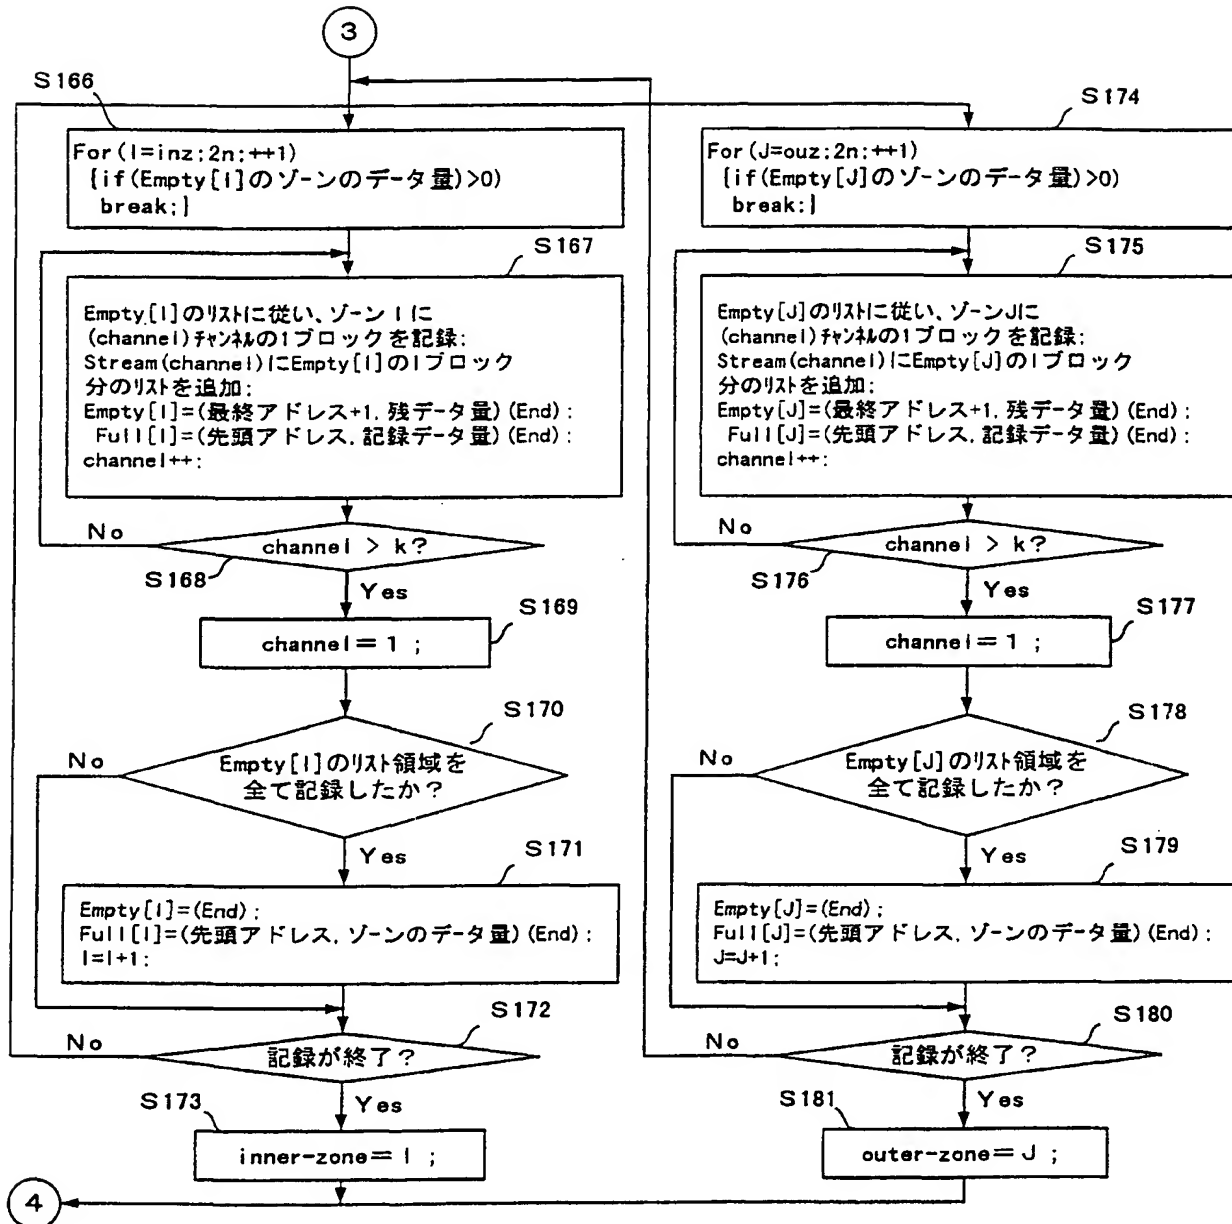 3
S166
For(I=inz;2n;++1)
{if(Empty[I]のゾーンのデータ量)>0)
break;}
S167
Empty[I]のリストに従い、ゾーンIに
(channel)チャンネルの1ブロックを記録;
Stream(channel)にEmpty[I]の1ブロック
分のリストを追加;
Empty[I]=(最終アドレス+1,残データ量)(End);
Full[I]=(先頭アドレス,記録データ量)(End);
channel++;
No
channel > k?
S168
Yes
S169
channel=1 ;
S170
No
Empty[I]のリスト領域を
全て記録したか?
Yes
S171
Empty[I]=(End);
Full[I]=(先頭アドレス,ゾーンのデータ量)(End);
I=I+1;
S172
No
記録が終了?
Yes
S173
inner-zone=I ;
4
S174
For(J=ouz;2n;++1)
{if(Empty[J]のゾーンのデータ量)>0)
break;}
S175
Empty[J]のリストに従い、ゾーンJに
(channel)チャンネルの1ブロックを記録;
Stream(channel)にEmpty[J]の1ブロック
分のリストを追加;
Empty[J]=(最終アドレス+1,残データ量)(End);
Full[J]=(先頭アドレス,記録データ量)(End);
channel++;
No
channel > k?
S176
Yes
S177
channel=1 ;
S178
No
Empty[J]のリスト領域を
全て記録したか?
Yes
S179
Empty[J]=(End);
Full[J]=(先頭アドレス,ゾーンのデータ量)(End);
J=J+1;
S180
No
記録が終了?
Yes
S181
outer-zone=J ;